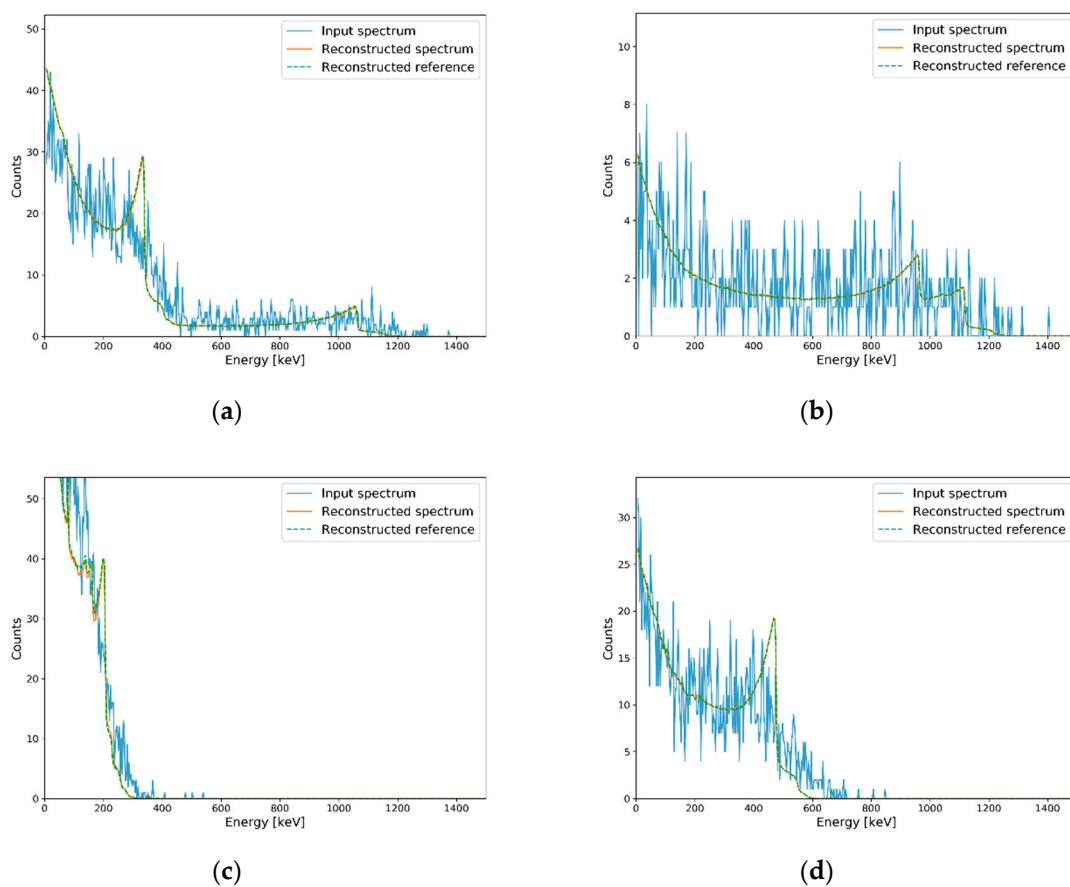 Input spectrum
Reconstructed spectrum
Reconstructed reference
50
40
30
20
10
0
Counts
0 200 400 600 800 1000 1200 1400
Energy [keV]
(a)
Input spectrum
Reconstructed spectrum
Reconstructed reference
10
8
6
4
2
0
Counts
0 200 400 600 800 1000 1200 1400
Energy [keV]
(b)
Input spectrum
Reconstructed spectrum
Reconstructed reference
50
40
30
20
10
0
Counts
0 200 400 600 800 1000 1200 1400
Energy [keV]
(c)
Input spectrum
Reconstructed spectrum
Reconstructed reference
30
25
20
15
10
5
0
Counts
0 200 400 600 800 1000 1200 1400
Energy [keV]
(d)